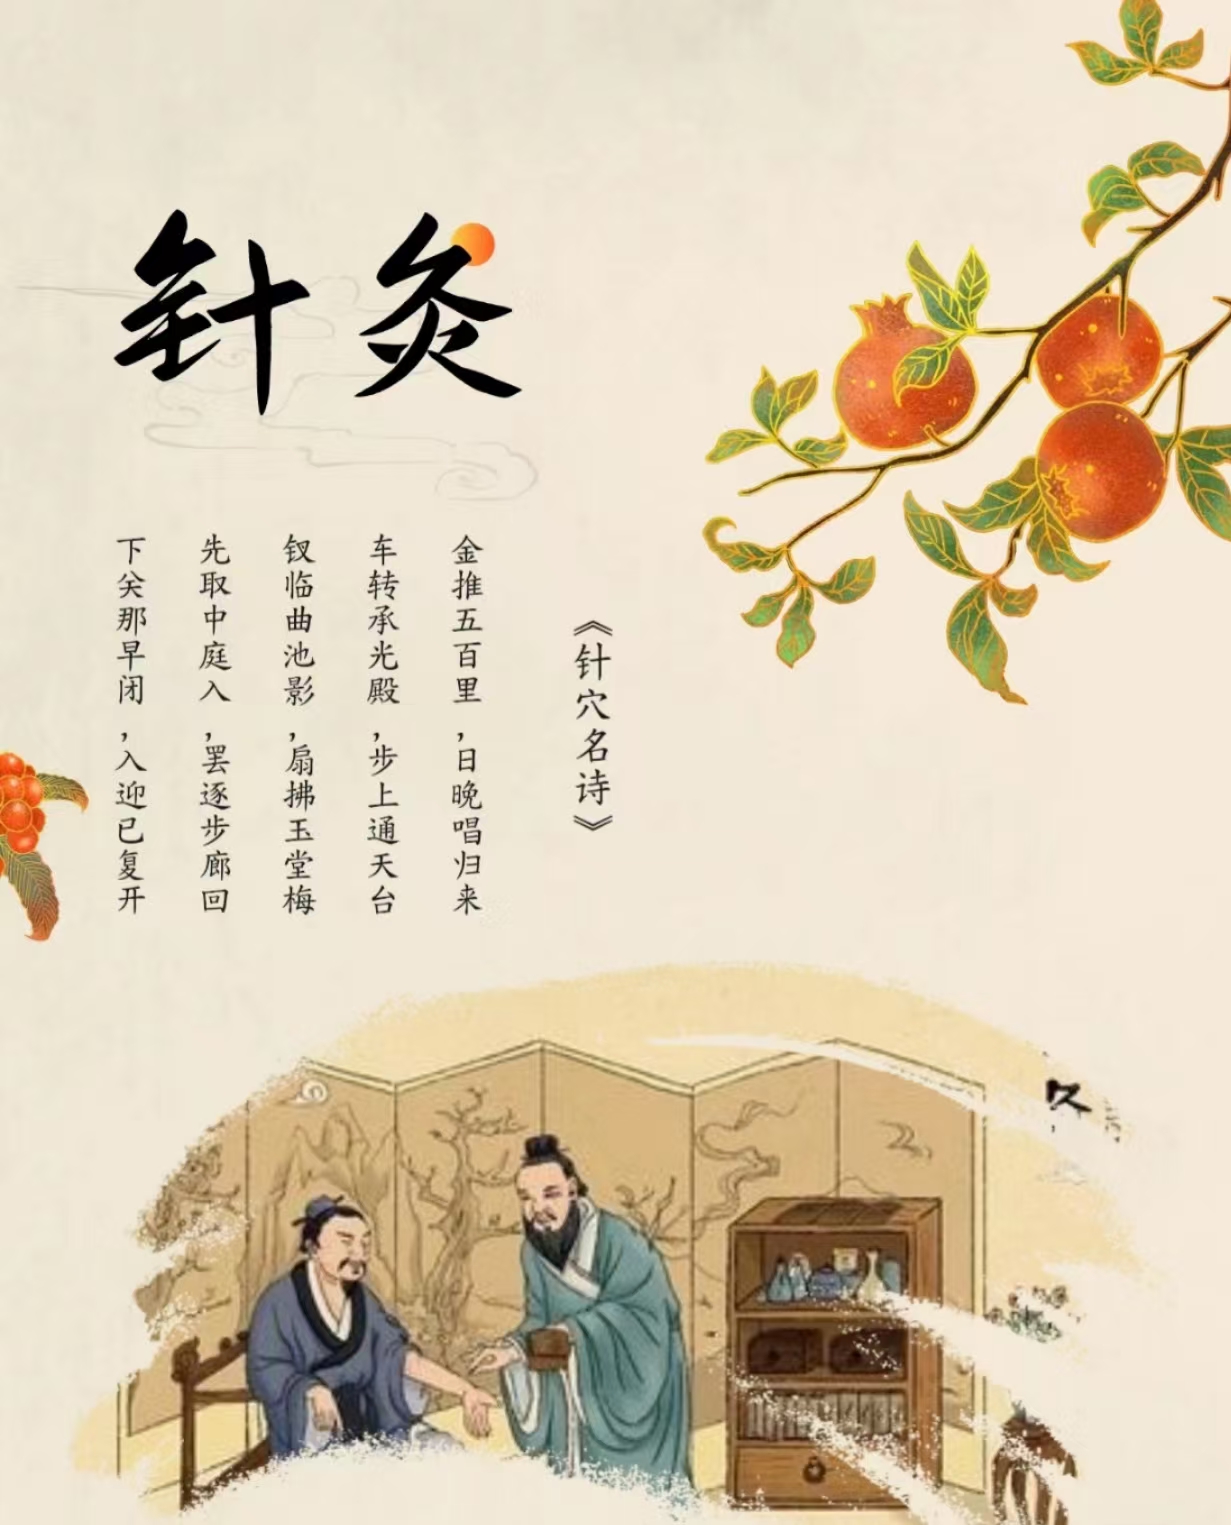 针灸
《针穴名诗》
金推五百里,日晚唱归来
车转承光殿,步上通天台
钗临曲池影,扇拂玉堂梅
先取中庭入,罢逐步廊回
下关那早闭,入迎已复开